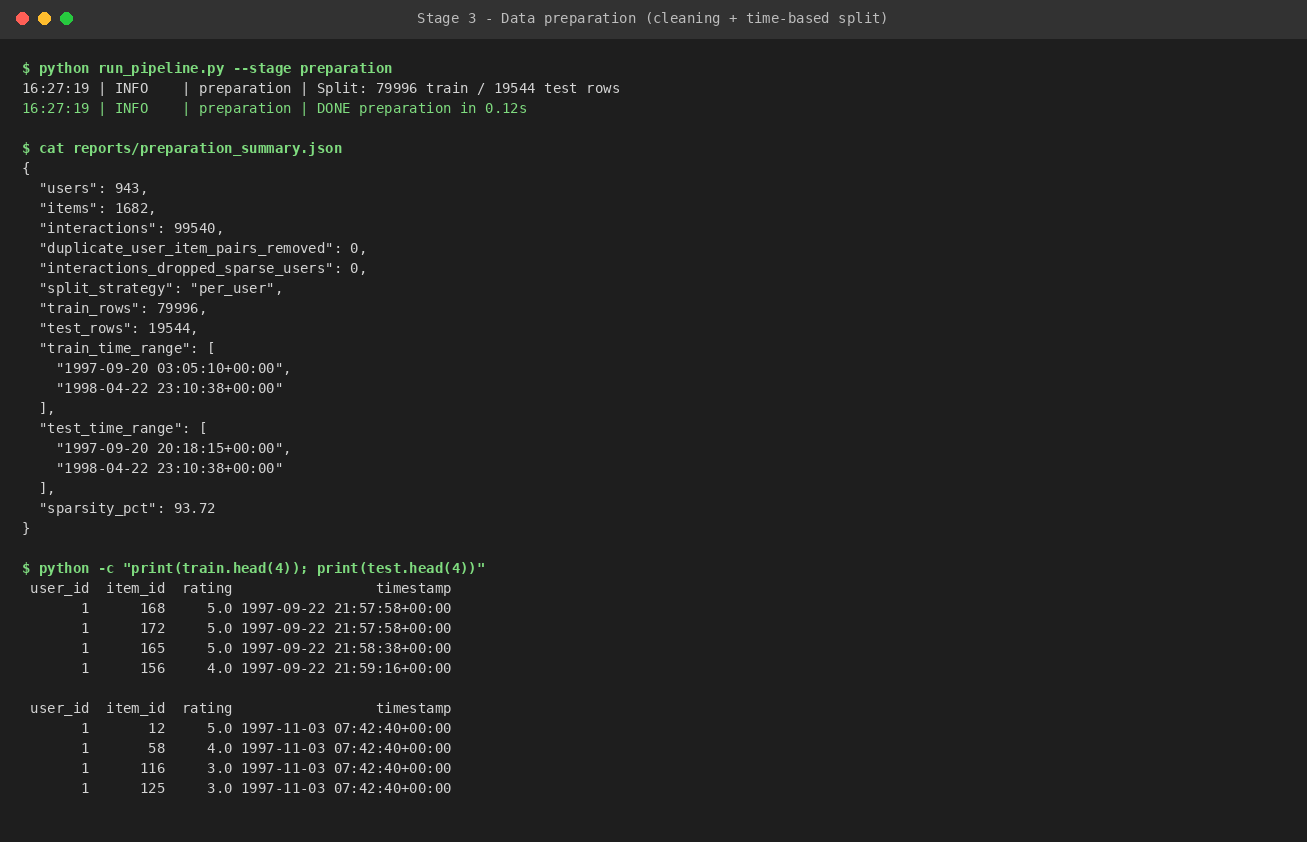 Stage 3 - Data preparation (cleaning + time-based split)
$ python run_pipeline.py --stage preparation
16:27:19 | INFO    | preparation | Split: 79996 train / 19544 test rows
16:27:19 | INFO    | preparation | DONE preparation in 0.12s
$ cat reports/preparation_summary.json
{
  "users": 943,
  "items": 1682,
  "interactions": 99540,
  "duplicate_user_item_pairs_removed": 0,
  "interactions_dropped_sparse_users": 0,
  "split_strategy": "per_user",
  "train_rows": 79996,
  "test_rows": 19544,
  "train_time_range": [
    "1997-09-20 03:05:10+00:00",
    "1998-04-22 23:10:38+00:00"
  ],
  "test_time_range": [
    "1997-09-20 20:18:15+00:00",
    "1998-04-22 23:10:38+00:00"
  ],
  "sparsity_pct": 93.72
}
$ python -c "print(train.head(4)); print(test.head(4))"
 user_id  item_id  rating                 timestamp
       1      168     5.0 1997-09-22 21:57:58+00:00
       1      172     5.0 1997-09-22 21:57:58+00:00
       1      165     5.0 1997-09-22 21:58:38+00:00
       1      156     4.0 1997-09-22 21:59:16+00:00
 user_id  item_id  rating                 timestamp
       1       12     5.0 1997-11-03 07:42:40+00:00
       1       58     4.0 1997-11-03 07:42:40+00:00
       1      116     3.0 1997-11-03 07:42:40+00:00
       1      125     3.0 1997-11-03 07:42:40+00:00